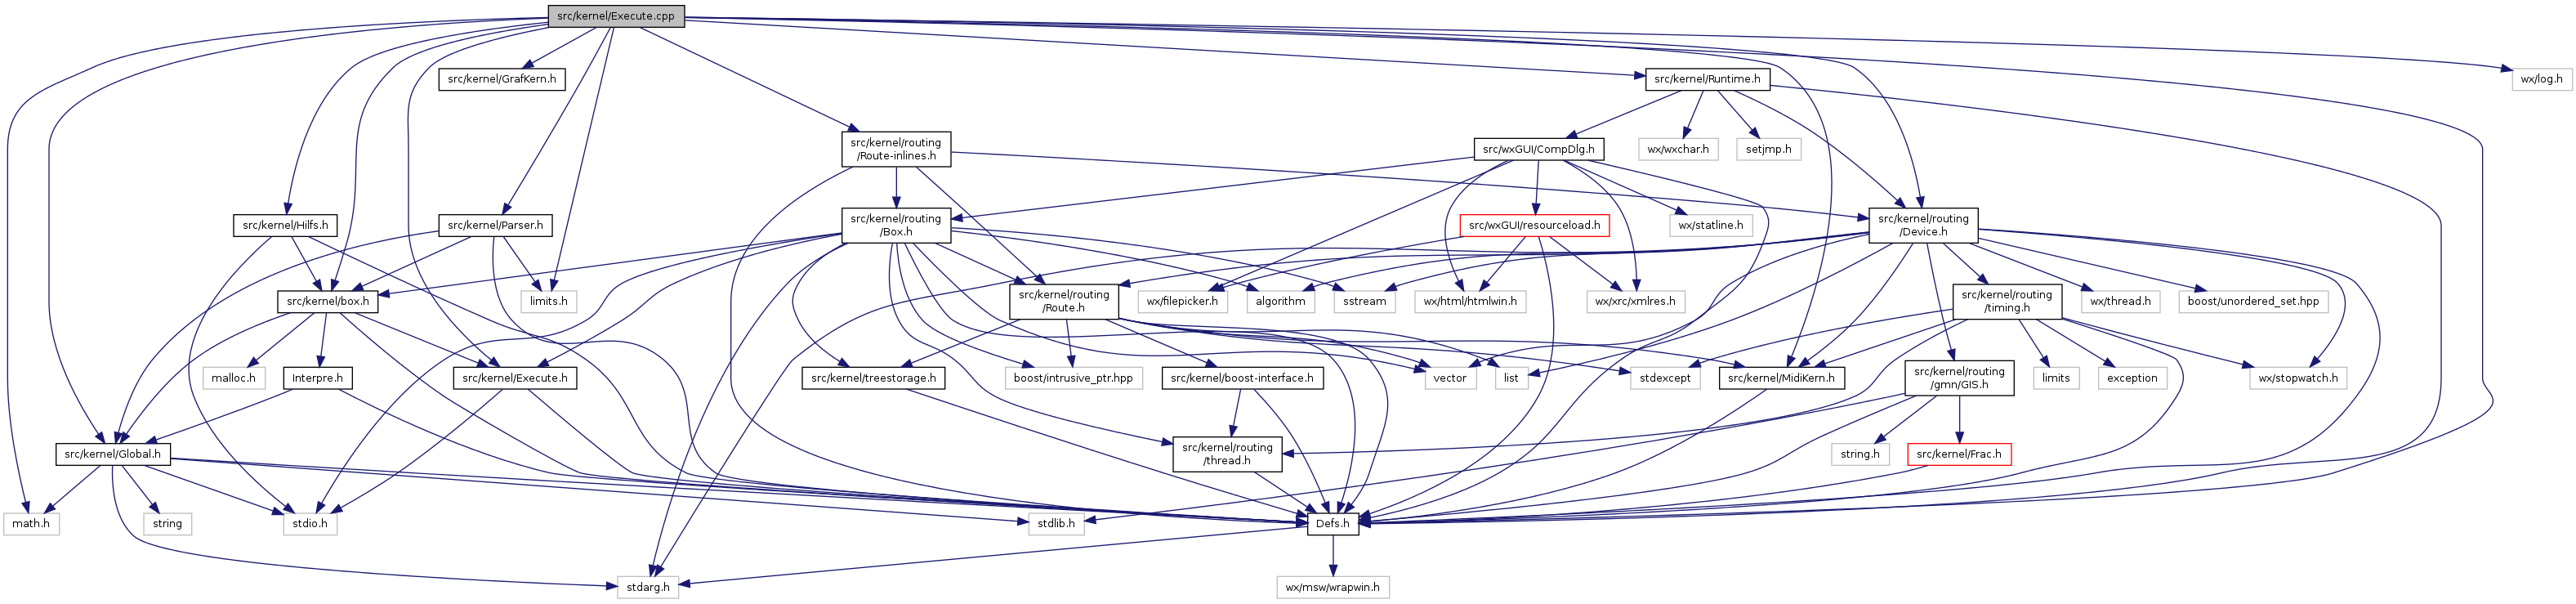 src/kernel/Execute.cpp
src/kernel/GrafKern.h
src/kernel/Runtime.h
wx/log.h
src/kernel/routing
/Route-inlines.h
src/wxGUI/CompDlg.h
wx/wxchar.h
setjmp.h
src/kernel/Hilfs.h
src/kernel/Parser.h
src/kernel/routing
/Box.h
src/wxGUI/resourceload.h
wx/statline.h
src/kernel/routing
/Device.h
src/kernel/box.h
limits.h
src/kernel/routing
/Route.h
wx/filepicker.h
algorithm
sstream
wx/html/htmlwin.h
wx/xrc/xmlres.h
src/kernel/routing
/timing.h
wx/thread.h
boost/unordered_set.hpp
malloc.h
Interpre.h
src/kernel/Execute.h
src/kernel/treestorage.h
boost/intrusive_ptr.hpp
src/kernel/boost-interface.h
vector
list
stdexcept
src/kernel/MidiKern.h
src/kernel/routing
/gmn/GIS.h
limits
exception
wx/stopwatch.h
src/kernel/Global.h
src/kernel/routing
/thread.h
string.h
src/kernel/Frac.h
math.h
string
stdio.h
stdlib.h
Defs.h
stdarg.h
wx/msw/wrapwin.h